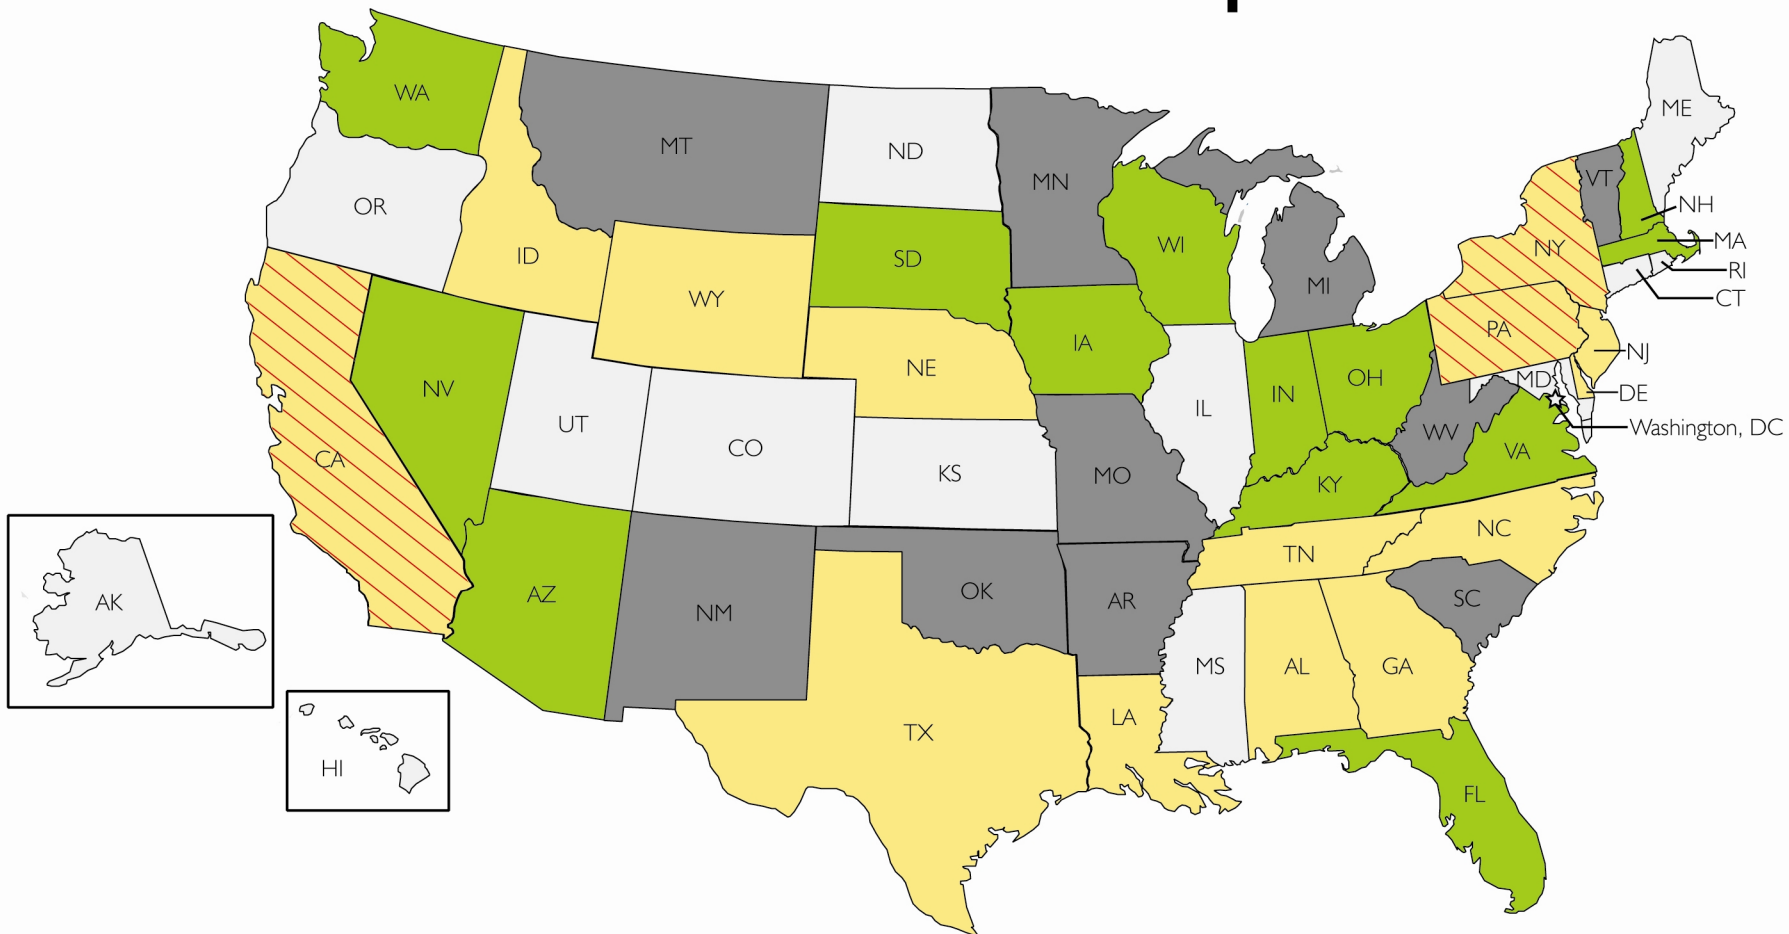 WA
MT
ND
MN
ME
VT
OR
ID
SD
WI
NH
NY
MA
RI
CT
WY
MI
IA
PA
NJ
NE
NV
UT
CO
KS
IL
IN
OH
MD
DE
Washington, DC
WV
VA
CA
MO
KY
TN
NC
AK
AZ
NM
OK
AR
SC
MS
AL
GA
LA
TX
HI
FL